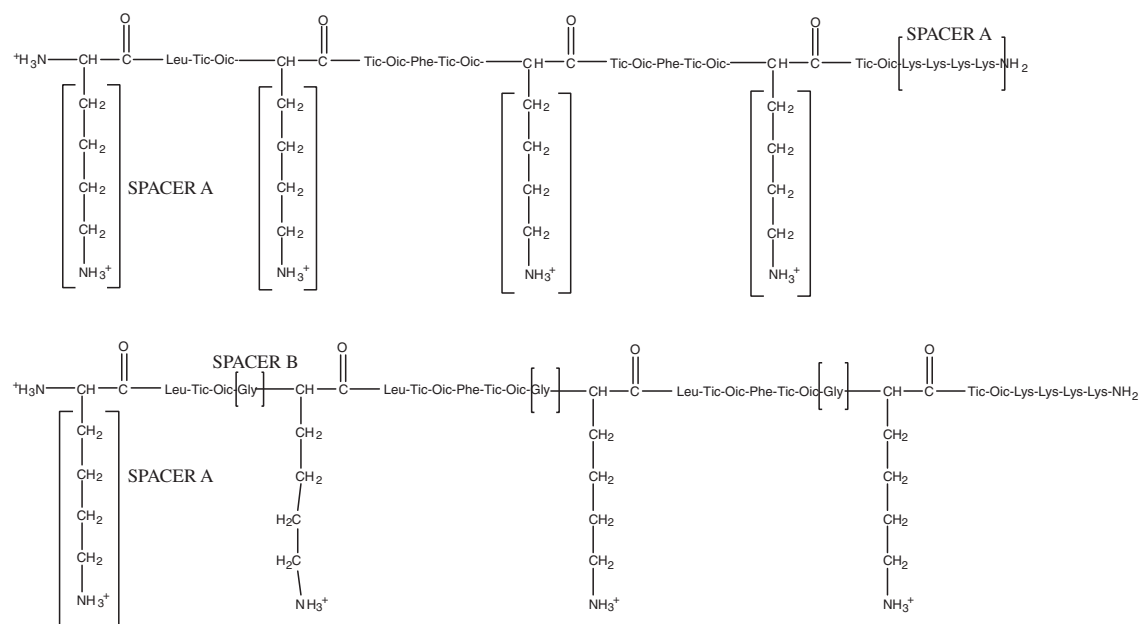 O O O O SPACER A
⁺H₃N CH C Leu-Tic-Oic- CH C Tic-Oic-Phe-Tic-Oic- CH C Tic-Oic-Phe-Tic-Oic- CH C Tic-Oic-Lys-Lys-Lys-Lys-NH₂
CH₂ CH₂ CH₂ CH₂
CH₂ CH₂ CH₂ CH₂
CH₂ SPACER A CH₂ CH₂ CH₂
CH₂ CH₂ CH₂ CH₂
NH₃⁺ NH₃⁺ NH₃⁺ NH₃⁺
O SPACER B O O O
⁺H₃N CH C Leu-Tic-Oic-Gly CH C Leu-Tic-Oic-Phe-Tic-Oic-Gly CH C Leu-Tic-Oic-Phe-Tic-Oic-Gly CH C Tic-Oic-Lys-Lys-Lys-Lys-NH₂
CH₂ CH₂ CH₂ CH₂
CH₂ SPACER A CH₂ CH₂ CH₂
CH₂ H₂C CH₂ CH₂
CH₂ H₂C CH₂ CH₂
NH₃⁺ NH₃⁺ NH₃⁺ NH₃⁺